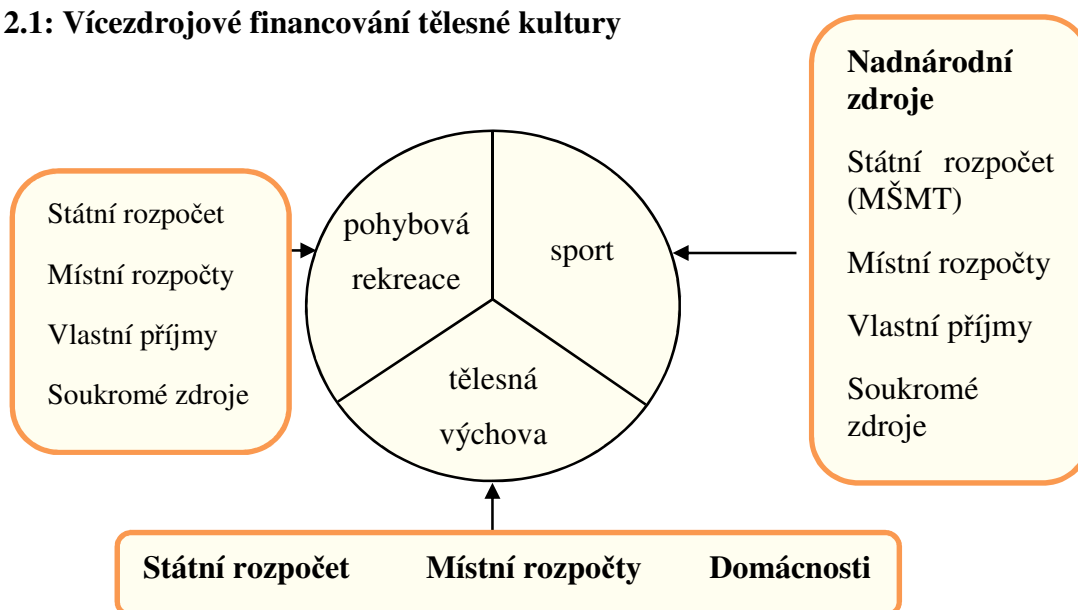 2.1: Vícezdrojové financování tělesné kultury
Státní rozpočet
Místní rozpočty
Vlastní příjmy
Soukromé zdroje
pohybová
rekreace
sport
tělesná
výchova
Nadnárodní
zdroje
Státní rozpočet
(MŠMT)
Místní rozpočty
Vlastní příjmy
Soukromé
zdroje
Státní rozpočet Místní rozpočty Domácnosti